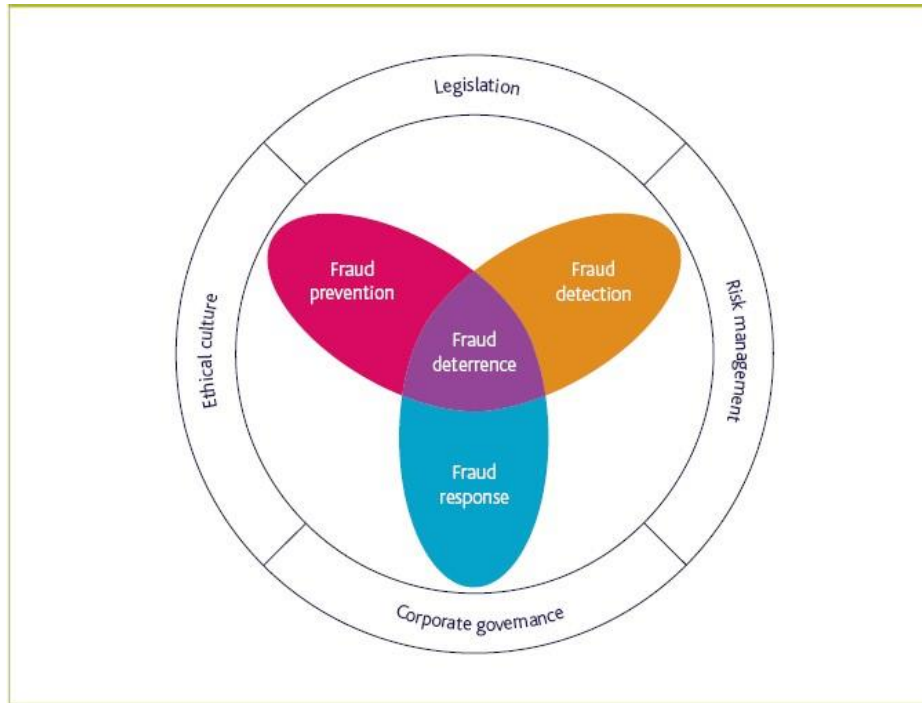 Legislation
Fraud
prevention
Fraud
detection
Ethical culture
Risk management
Fraud
deterrence
Fraud
response
Corporate governance